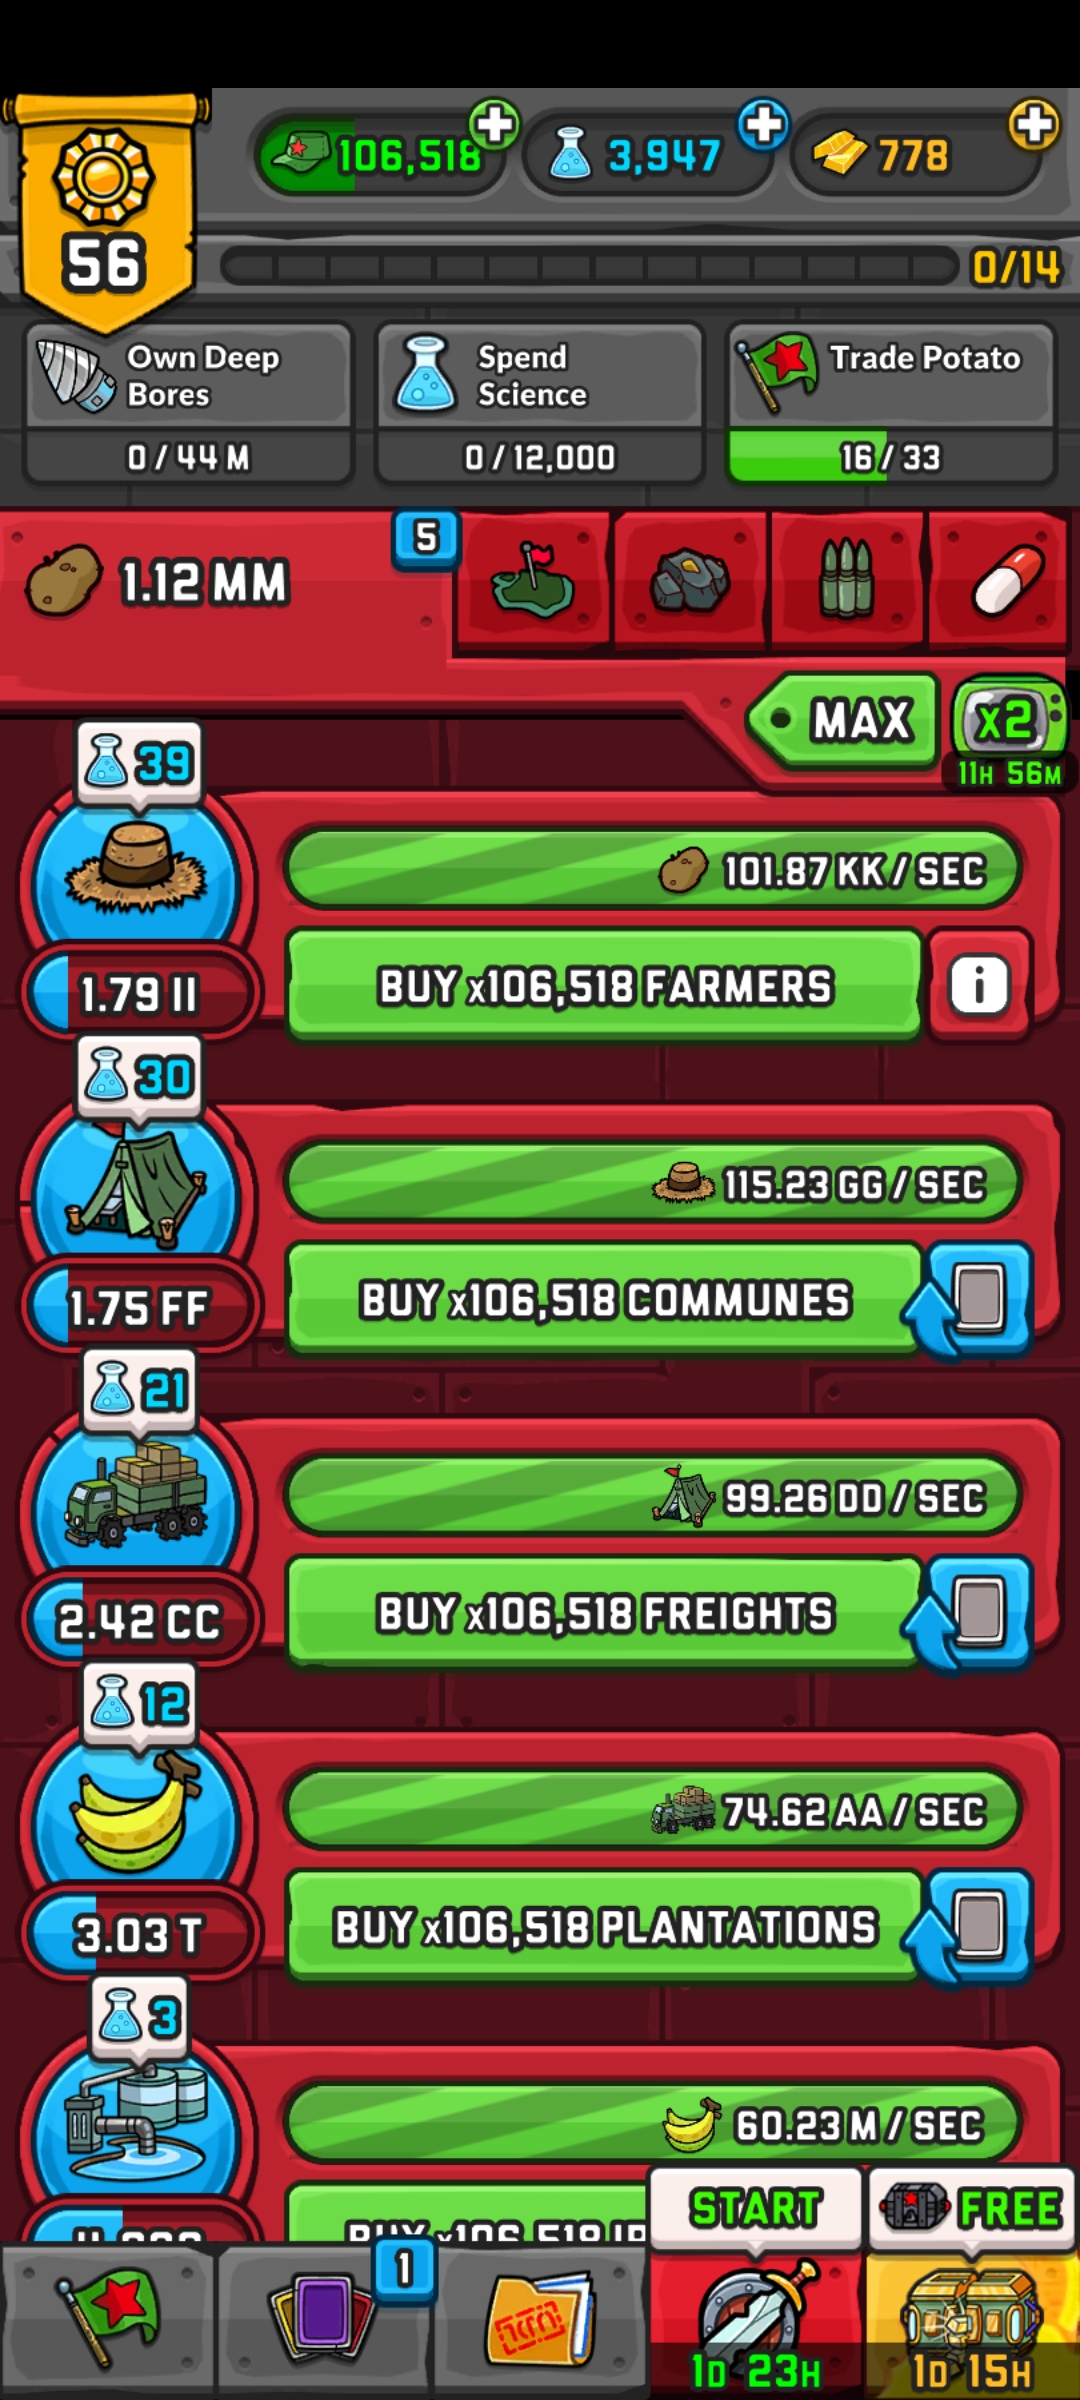 106,518
3,947
778
56
0/14
Own Deep
Bores
0 / 44 M
Spend
Science
0 / 12,000
Trade Potato
16 / 33
1.12 MM
5
MAX
x2
11H 56M
39
101.87 KK / SEC
1.79 II
BUY x106,518 FARMERS
i
30
115.23 GG / SEC
1.75 FF
BUY x106,518 COMMUNES
21
99.26 DD / SEC
2.42 CC
BUY x106,518 FREIGHTS
12
74.62 AA / SEC
3.03 T
BUY x106,518 PLANTATIONS
3
60.23 M / SEC
BUY x106,518
START
FREE
1
1D 23H
1D 15H